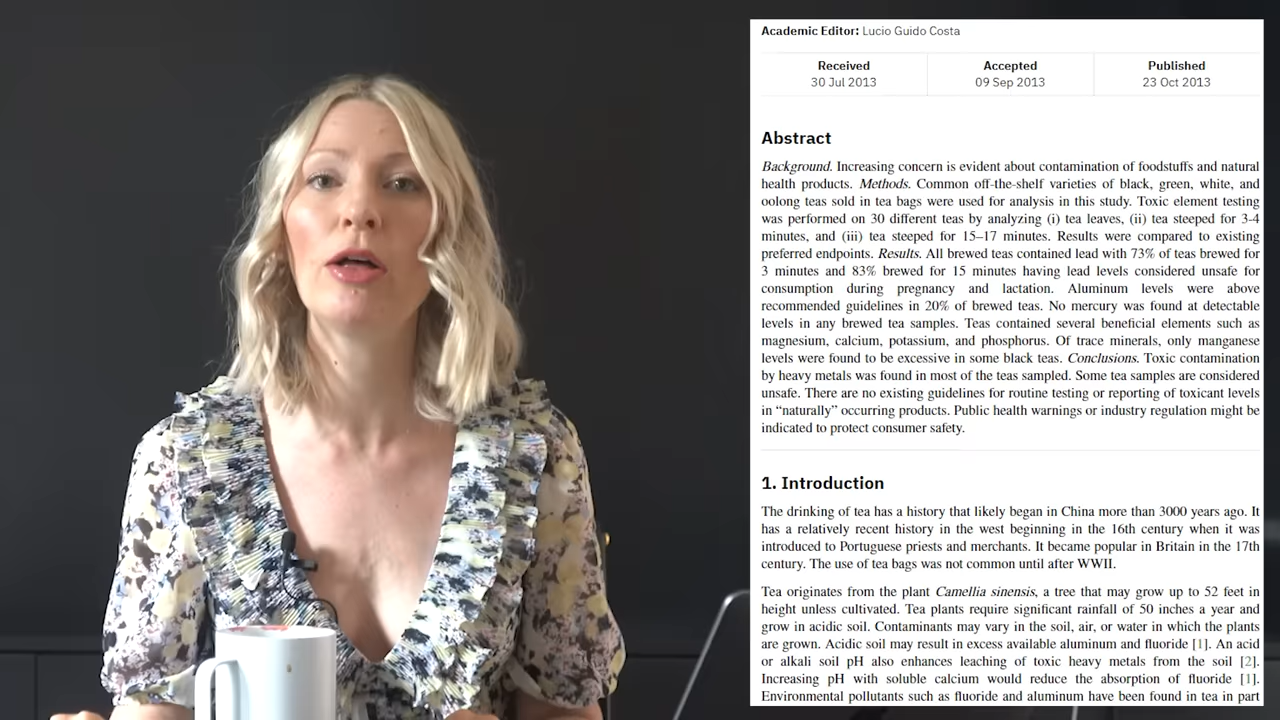 Academic Editor: Lucio Guido Costa
Received Accepted Published
30 Jul 2013 09 Sep 2013 23 Oct 2013
Abstract
Background. Increasing concern is evident about contamination of foodstuffs and natural
health products. Methods. Common off-the-shelf varieties of black, green, white, and
oolong teas sold in tea bags were used for analysis in this study. Toxic element testing
was performed on 30 different teas by analyzing (i) tea leaves, (ii) tea steeped for 3-4
minutes, and (iii) tea steeped for 15–17 minutes. Results were compared to existing
preferred endpoints. Results. All brewed teas contained lead with 73% of teas brewed for
3 minutes and 83% brewed for 15 minutes having lead levels considered unsafe for
consumption during pregnancy and lactation. Aluminum levels were above
recommended guidelines in 20% of brewed teas. No mercury was found at detectable
levels in any brewed tea samples. Teas contained several beneficial elements such as
magnesium, calcium, potassium, and phosphorus. Of trace minerals, only manganese
levels were found to be excessive in some black teas. Conclusions. Toxic contamination
by heavy metals was found in most of the teas sampled. Some tea samples are considered
unsafe. There are no existing guidelines for routine testing or reporting of toxicant levels
in “naturally” occurring products. Public health warnings or industry regulation might be
indicated to protect consumer safety.
1. Introduction
The drinking of tea has a history that likely began in China more than 3000 years ago. It
has a relatively recent history in the west beginning in the 16th century when it was
introduced to Portuguese priests and merchants. It became popular in Britain in the 17th
century. The use of tea bags was not common until after WWII.
Tea originates from the plant Camellia sinensis, a tree that may grow up to 52 feet in
height unless cultivated. Tea plants require significant rainfall of 50 inches a year and
grow in acidic soil. Contaminants may vary in the soil, air, or water in which the plants
are grown. Acidic soil may result in excess available aluminum and fluoride [1]. An acid
or alkali soil pH also enhances leaching of toxic heavy metals from the soil [2].
Increasing pH with soluble calcium would reduce the absorption of fluoride [1].
Environmental pollutants such as fluoride and aluminum have been found in tea in part